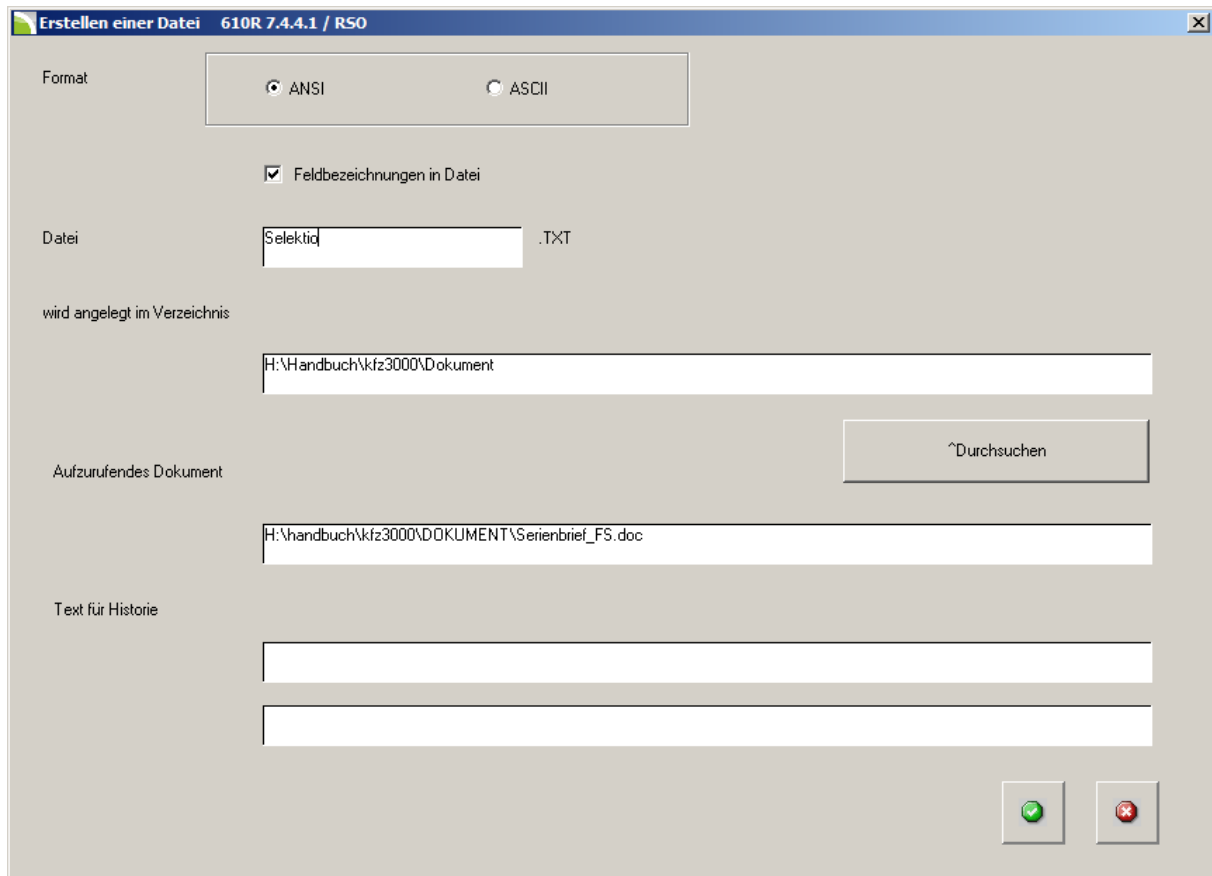 Erstellen einer Datei 610R 7.4.4.1 / RSO
Format
ANSI
ASCII
Feldbezeichnungen in Datei
Datei
Selektio
.TXT
wird angelegt im Verzeichnis
H:\Handbuch\kfz3000\Dokument
^Durchsuchen
Aufzurufendes Dokument
H:\handbuch\kfz3000\DOKUMENT\Serienbrief_FS.doc
Text für Historie